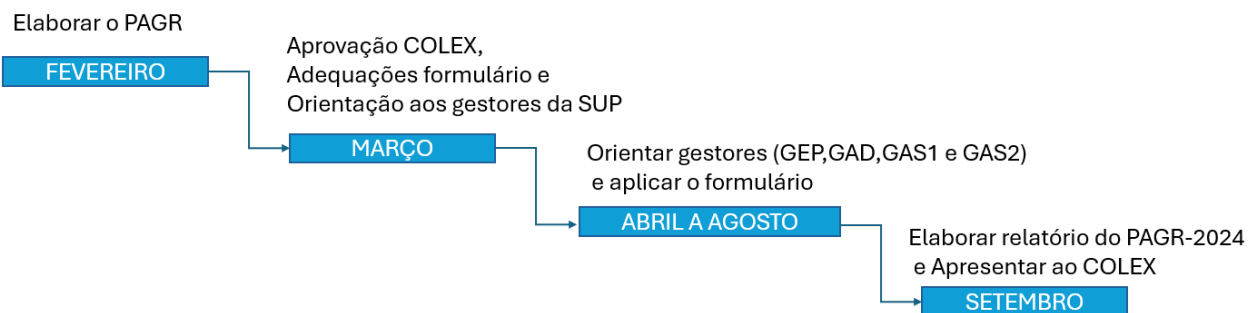 Elaborar o PAGR
FEVEREIRO
Aprovação COLEX,
Adequações formulário e
Orientação aos gestores da SUP
MARÇO
Orientar gestores (GEP,GAD,GAS1 e GAS2)
e aplicar o formulário
ABRIL A AGOSTO
Elaborar relatório do PAGR-2024
e Apresentar ao COLEX
SETEMBRO